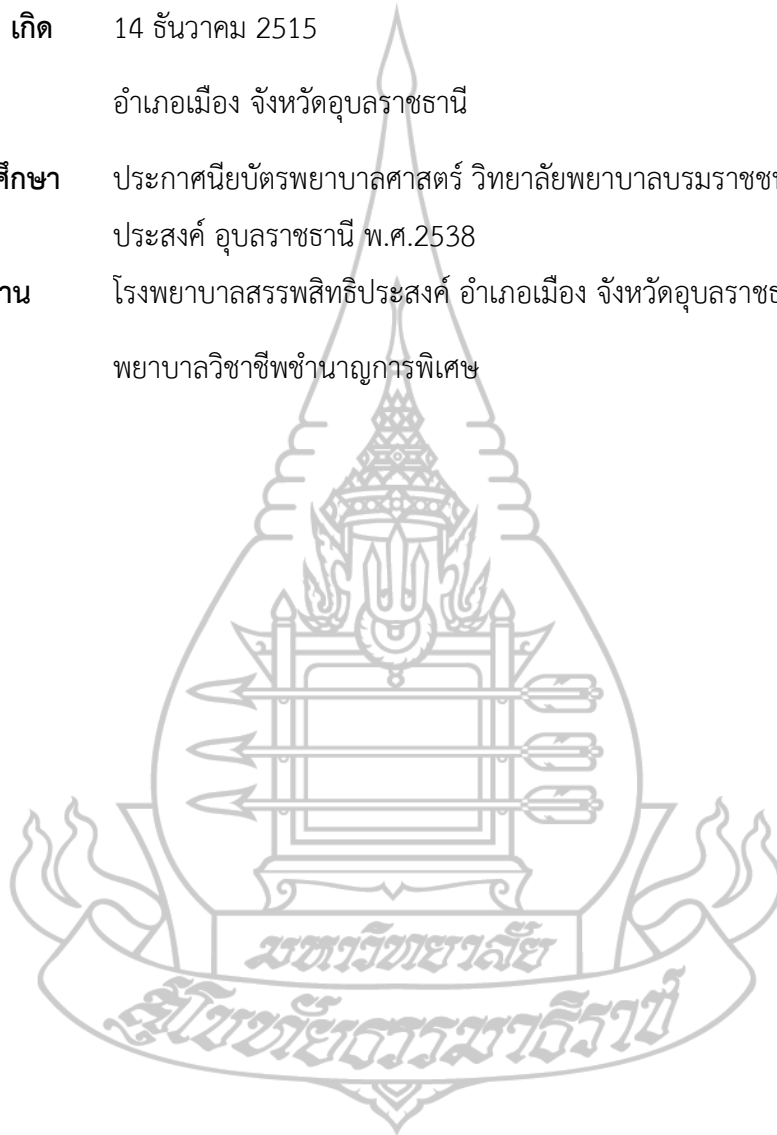 เกิด 14 ธันวาคม 2515
อำเภอเมือง จังหวัดอุบลราชธานี
ศึกษา ประกาศนียบัตรพยาบาลศาสตร์ วิทยาลัยพยาบาลบรมราชช
ประสงค์ อุบลราชธานี พ.ศ.2538
าน โรงพยาบาลสรรพสิทธิประสงค์ อำเภอเมือง จังหวัดอุบลราชธ
พยาบาลวิชาชีพชำนาญการพิเศษ
มหาวิทยาลัย
สุโขทัยธรรมาธิราช